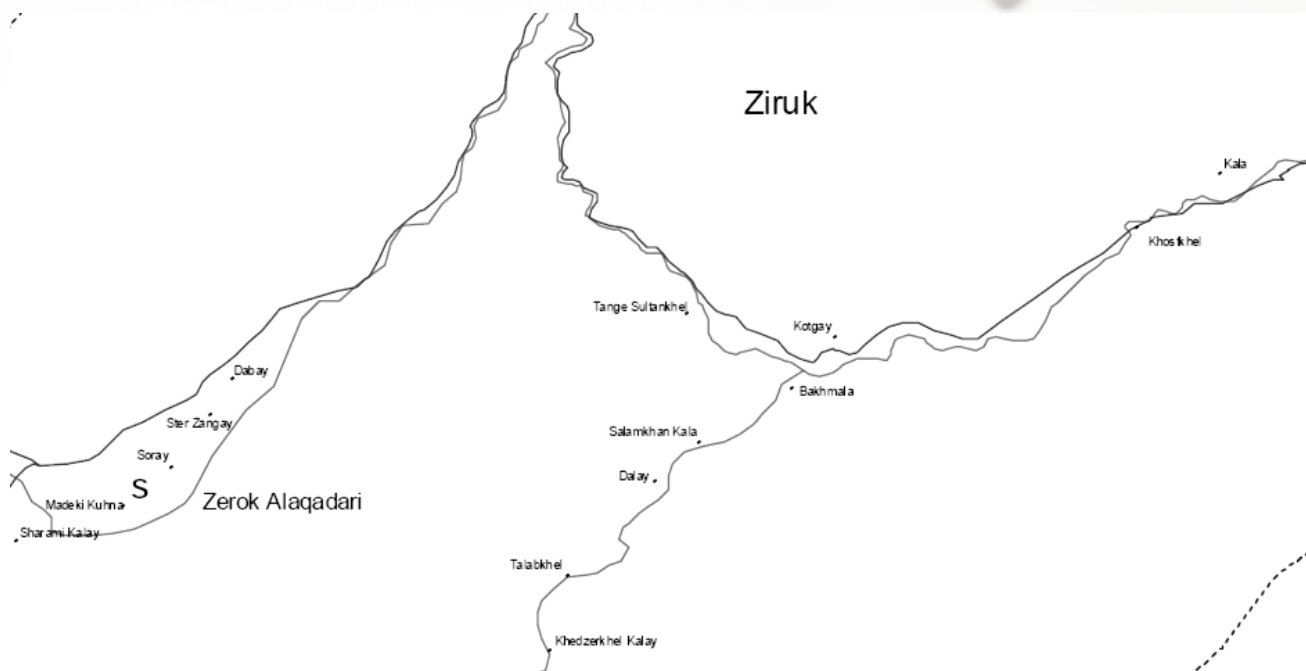 Ziruk
Kala
Khostkhel
Tange Sultankhel
Kotgay
Dabay
Bakhmala
Ster Zangay
Salamkhan Kala
Soray
Dalay
S
Zerok Alaqadari
Madeki Kuhna
Sharami Kalay
Talabkhel
Khedzerkhel Kalay